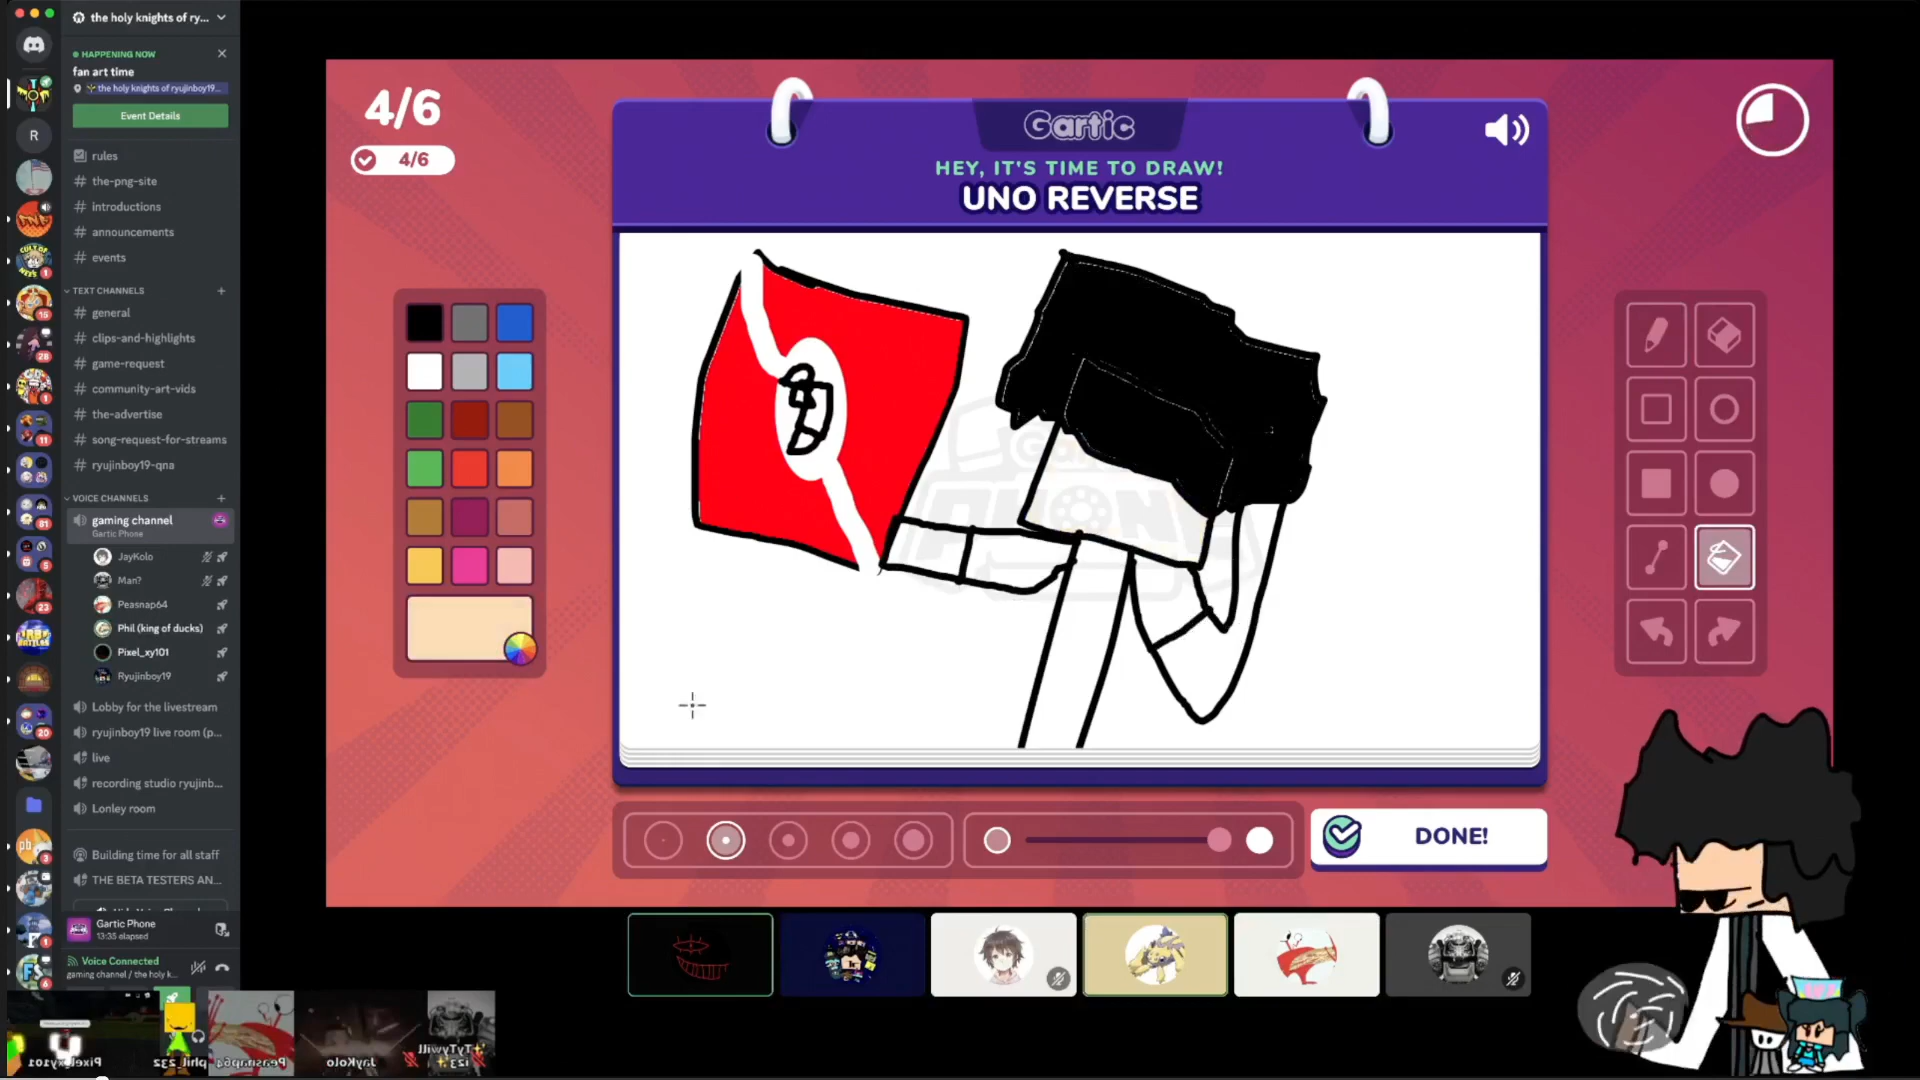 the holy knights of ry...
HAPPENING NOW
fan art time
the holy knights of ryujinboy19...
Event Details
R
rules
the-png-site
introductions
announcements
events
TEXT CHANNELS
general
clips-and-highlights
game-request
community-art-vids
the-advertise
song-request-for-streams
ryujinboy19-qna
VOICE CHANNELS
gaming channel
Gartic Phone
JayKolo
Man?
Peasnap64
Phil (king of ducks)
Pixel_xy101
Ryujinboy19
Lobby for the livestream
ryujinboy19 live room (p...
live
recording studio ryujinb...
Lonley room
Building time for all staff
THE BETA TESTERS AN...
Gartic Phone
13:35 elapsed
Voice Connected
gaming channel / the holy k...
4/6
4/6
Gartic
HEY, IT'S TIME TO DRAW!
UNO REVERSE
PHONE
DONE!
Pixel_xy101
phil_232
Peasnap64
JayKolo